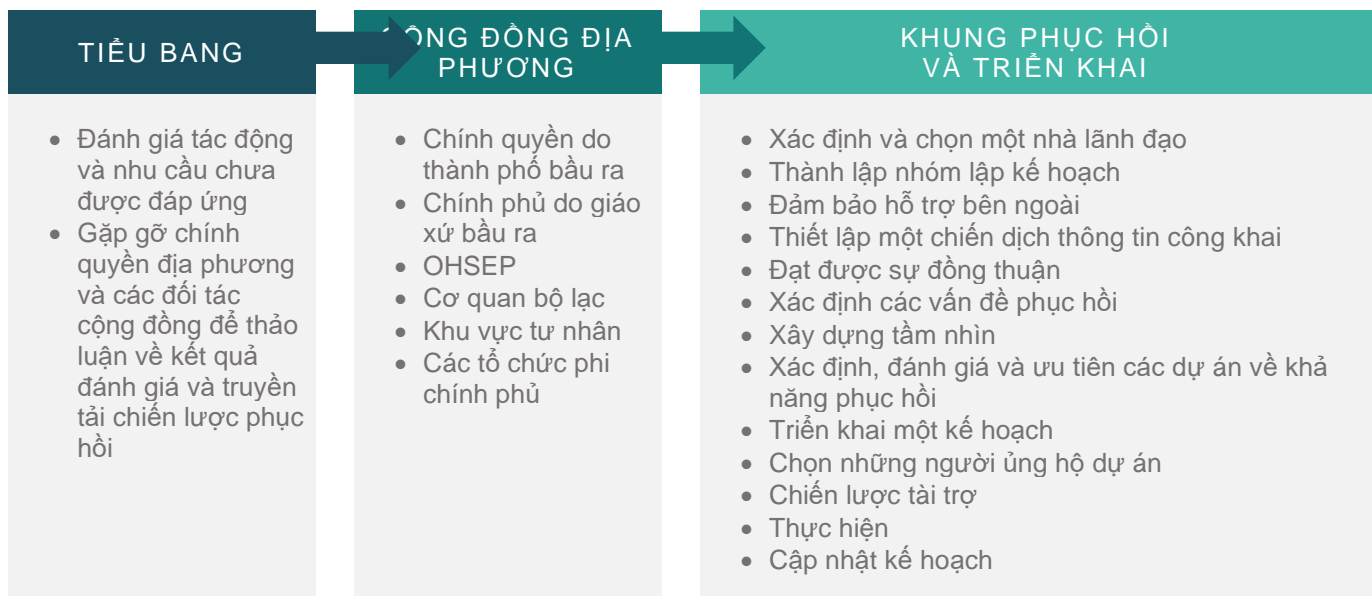 TIỂU BANG
CỘNG ĐỒNG ĐỊA
PHƯƠNG
KHUNG PHỤC HỒI
VÀ TRIỂN KHAI
• Đánh giá tác động
và nhu cầu chưa
được đáp ứng
• Gặp gỡ chính
quyền địa phương
và các đối tác
cộng đồng để thảo
luận về kết quả
đánh giá và truyền
tải chiến lược phục
hồi
• Chính quyền do
thành phố bầu ra
• Chính phủ do giáo
xứ bầu ra
• OHSEP
• Cơ quan bộ lạc
• Khu vực tư nhân
• Các tổ chức phi
chính phủ
• Xác định và chọn một nhà lãnh đạo
• Thành lập nhóm lập kế hoạch
• Đảm bảo hỗ trợ bên ngoài
• Thiết lập một chiến dịch thông tin công khai
• Đạt được sự đồng thuận
• Xác định các vấn đề phục hồi
• Xây dựng tầm nhìn
• Xác định, đánh giá và ưu tiên các dự án về khả
năng phục hồi
• Triển khai một kế hoạch
• Chọn những người ủng hộ dự án
• Chiến lược tài trợ
• Thực hiện
• Cập nhật kế hoạch